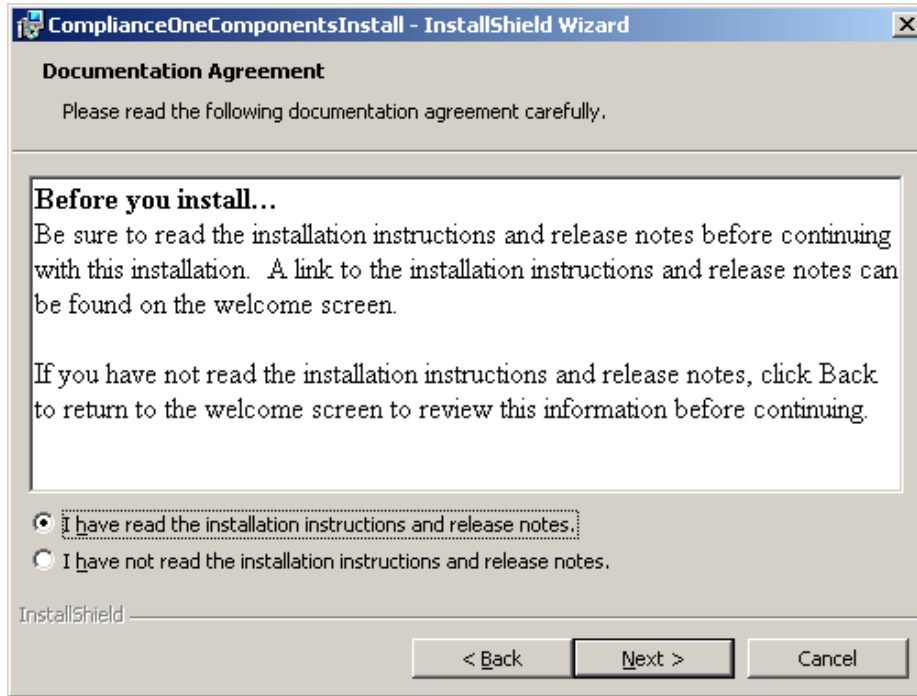 ComplianceOneComponentsInstall - InstallShield Wizard
Documentation Agreement
Please read the following documentation agreement carefully.
Before you install...
Be sure to read the installation instructions and release notes before continuing
with this installation.  A link to the installation instructions and release notes can
be found on the welcome screen.
If you have not read the installation instructions and release notes, click Back
to return to the welcome screen to review this information before continuing.
I have read the installation instructions and release notes.
I have not read the installation instructions and release notes.
InstallShield
< Back Next > Cancel